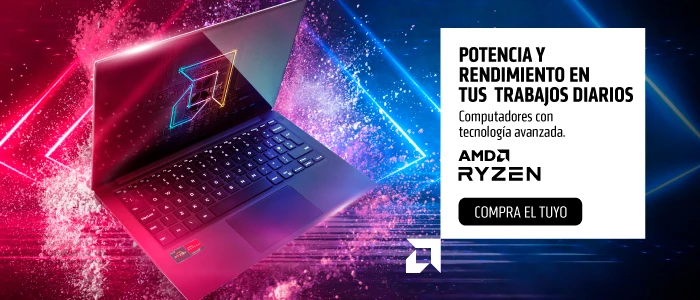 POTENCIA Y
RENDIMIENTO EN
TUS TRABAJOS DIARIOS
Computadores con
tecnología avanzada.
AMD
RYZEN
COMPRA EL TUYO